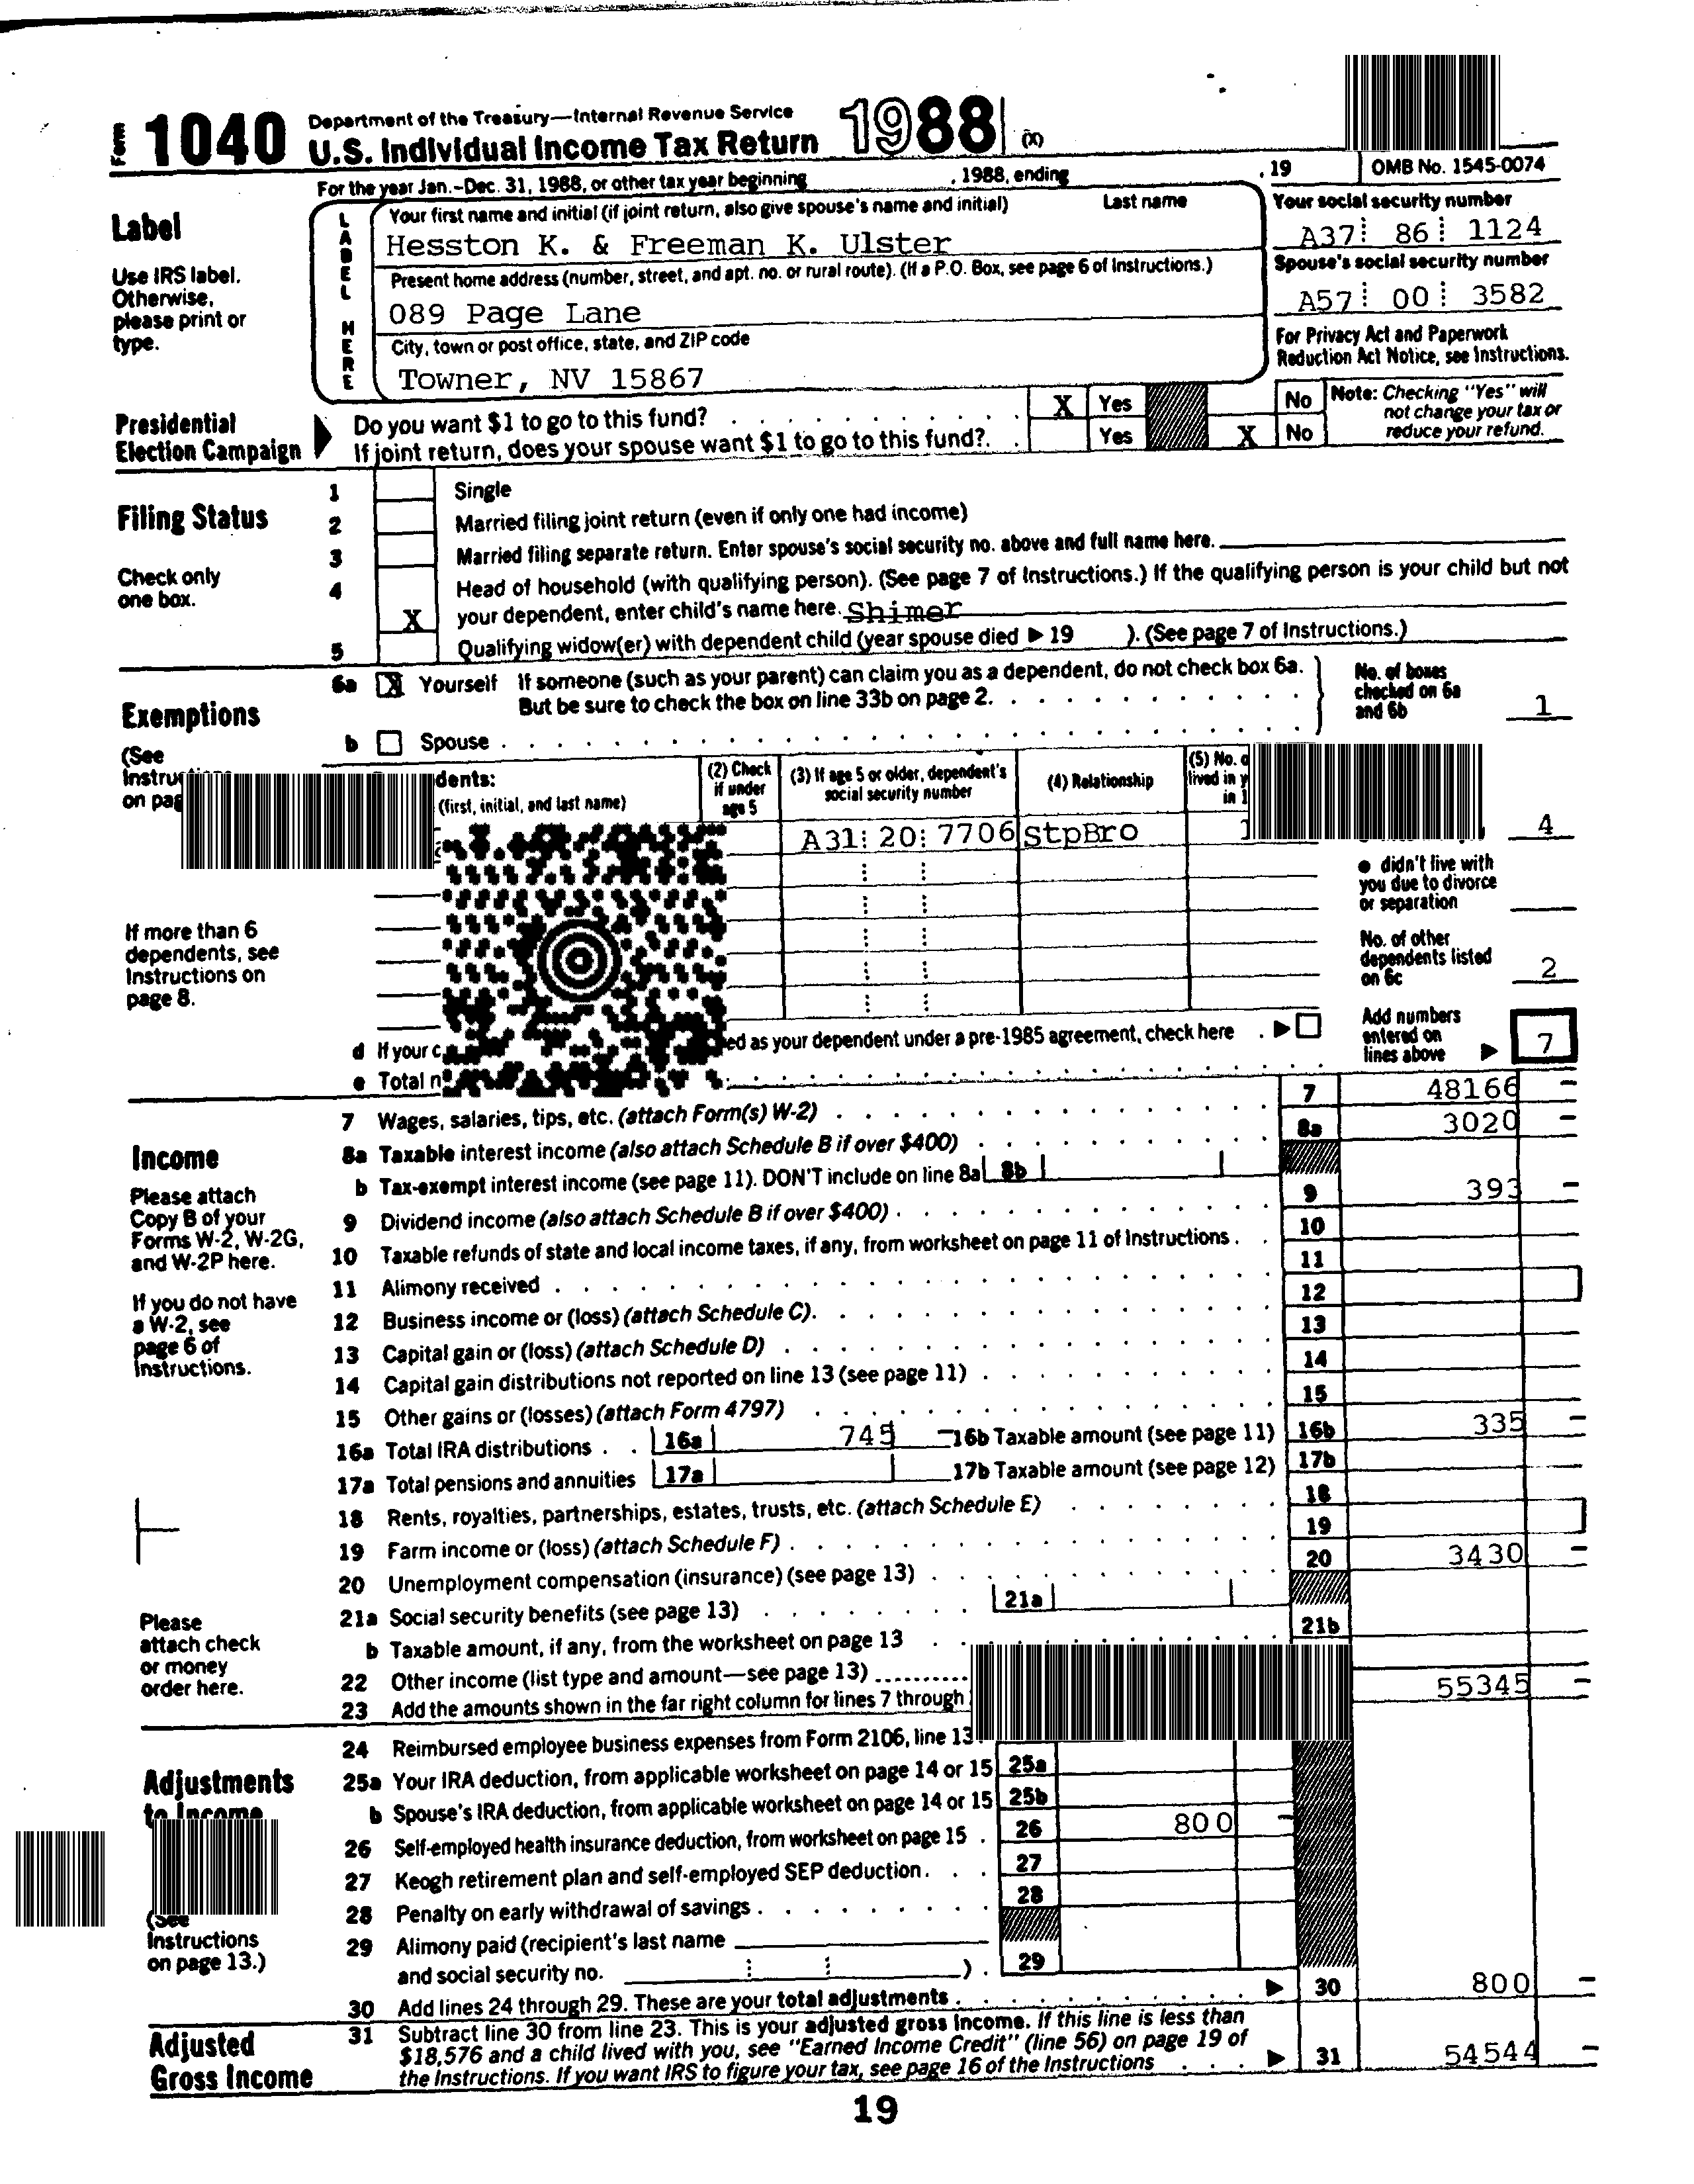 Form 1040 Department of the Treasury—Internal Revenue Service
U.S. Individual Income Tax Return 1988 (X)
For the year Jan.-Dec. 31, 1988, or other tax year beginning , 1988, ending , 19 OMB No. 1545-0074
Label
Use IRS label.
Otherwise,
please print or
type.
LABEL HERE
Your first name and initial (if joint return, also give spouse's name and initial) Last name
Hesston K. & Freeman K. Ulster
Present home address (number, street, and apt. no. or rural route). (If a P.O. Box, see page 6 of Instructions.)
089 Page Lane
City, town or post office, state, and ZIP code
Towner, NV 15867
Your social security number
A37 86 1124
Spouse's social security number
A57 00 3582
For Privacy Act and Paperwork
Reduction Act Notice, see Instructions.
Presidential
Election Campaign
Do you want $1 to go to this fund? X Yes No
If joint return, does your spouse want $1 to go to this fund? Yes X No
Note: Checking "Yes" will
not change your tax or
reduce your refund.
Filing Status
Check only
one box.
1 Single
2 Married filing joint return (even if only one had income)
3 Married filing separate return. Enter spouse's social security no. above and full name here.
4 Head of household (with qualifying person). (See page 7 of Instructions.) If the qualifying person is your child but not
X your dependent, enter child's name here. Shimer
5 Qualifying widow(er) with dependent child (year spouse died ▶ 19 ). (See page 7 of Instructions.)
Exemptions
(See
on
6a X Yourself If someone (such as your parent) can claim you as a dependent, do not check box 6a.
But be sure to check the box on line 33b on page 2.
b Spouse
No. of boxes
checked on 6a
and 6b 1
(first, initial, and last name)
(2) Check
if under
age 5
(3) If age 5 or older, dependent's
social security number
(4) Relationship
(5) No.
lived in
in
A31 20 7706 StpBro
4
● didn't live with
you due to divorce
or separation
No. of other
dependents listed
on 6c 2
If more than 6
dependents, see
Instructions on
page 8.
d If your as your dependent under a pre-1985 agreement, check here ▶
e Total
Add numbers
entered on
lines above ▶ 7
Income
Please attach
Copy B of your
Forms W-2, W-2G,
and W-2P here.
If you do not have
a W-2, see
page 6 of
Instructions.
Please
attach check
or money
order here.
7 Wages, salaries, tips, etc. (attach Form(s) W-2) 7 48166 -
8a Taxable interest income (also attach Schedule B if over $400) 8a 3020 -
b Tax-exempt interest income (see page 11). DON'T include on line 8a 8b
9 Dividend income (also attach Schedule B if over $400) 9 393 -
10 Taxable refunds of state and local income taxes, if any, from worksheet on page 11 of Instructions 10
11 Alimony received 11
12 Business income or (loss) (attach Schedule C) 12
13 Capital gain or (loss) (attach Schedule D) 13
14 Capital gain distributions not reported on line 13 (see page 11) 14
15 Other gains or (losses) (attach Form 4797) 15
16a Total IRA distributions 16a 745 - 16b Taxable amount (see page 11) 16b 335 -
17a Total pensions and annuities 17a 17b Taxable amount (see page 12) 17b
18 Rents, royalties, partnerships, estates, trusts, etc. (attach Schedule E) 18
19 Farm income or (loss) (attach Schedule F) 19
20 Unemployment compensation (insurance) (see page 13) 20 3430 -
21a Social security benefits (see page 13) 21a
b Taxable amount, if any, from the worksheet on page 13 21b
22 Other income (list type and amount—see page 13)
23 Add the amounts shown in the far right column for lines 7 through 55345 -
Adjustments
to Income
(See
Instructions
on page 13.)
24 Reimbursed employee business expenses from Form 2106, line 13
25a Your IRA deduction, from applicable worksheet on page 14 or 15 25a
b Spouse's IRA deduction, from applicable worksheet on page 14 or 15 25b
26 Self-employed health insurance deduction, from worksheet on page 15 26 800 -
27 Keogh retirement plan and self-employed SEP deduction 27
28 Penalty on early withdrawal of savings 28
29 Alimony paid (recipient's last name
and social security no. ) 29
30 Add lines 24 through 29. These are your total adjustments ▶ 30 800 -
Adjusted
Gross Income
31 Subtract line 30 from line 23. This is your adjusted gross income. If this line is less than
$18,576 and a child lived with you, see "Earned Income Credit" (line 56) on page 19 of
the Instructions. If you want IRS to figure your tax, see page 16 of the Instructions ▶ 31 54544 -
19